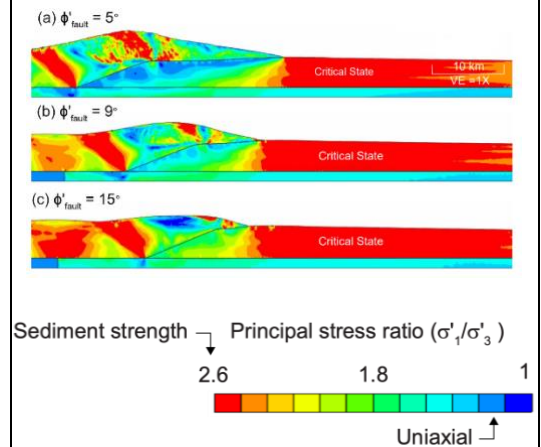 (a) ϕ'fault = 5°
Critical State
10 km
VE =1X
(b) ϕ'fault = 9°
Critical State
(c) ϕ'fault = 15°
Critical State
Sediment strength Principal stress ratio (σ'1/σ'3 )
2.6 1.8 1
Uniaxial